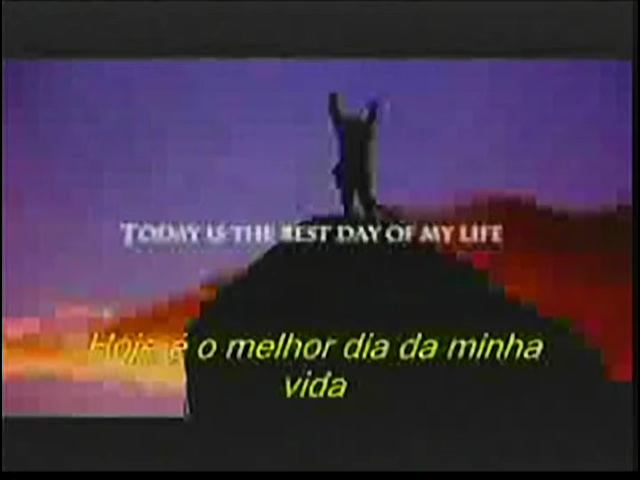 TODAY IS THE BEST DAY OF MY LIFE
Hoje é o melhor dia da minha
vida